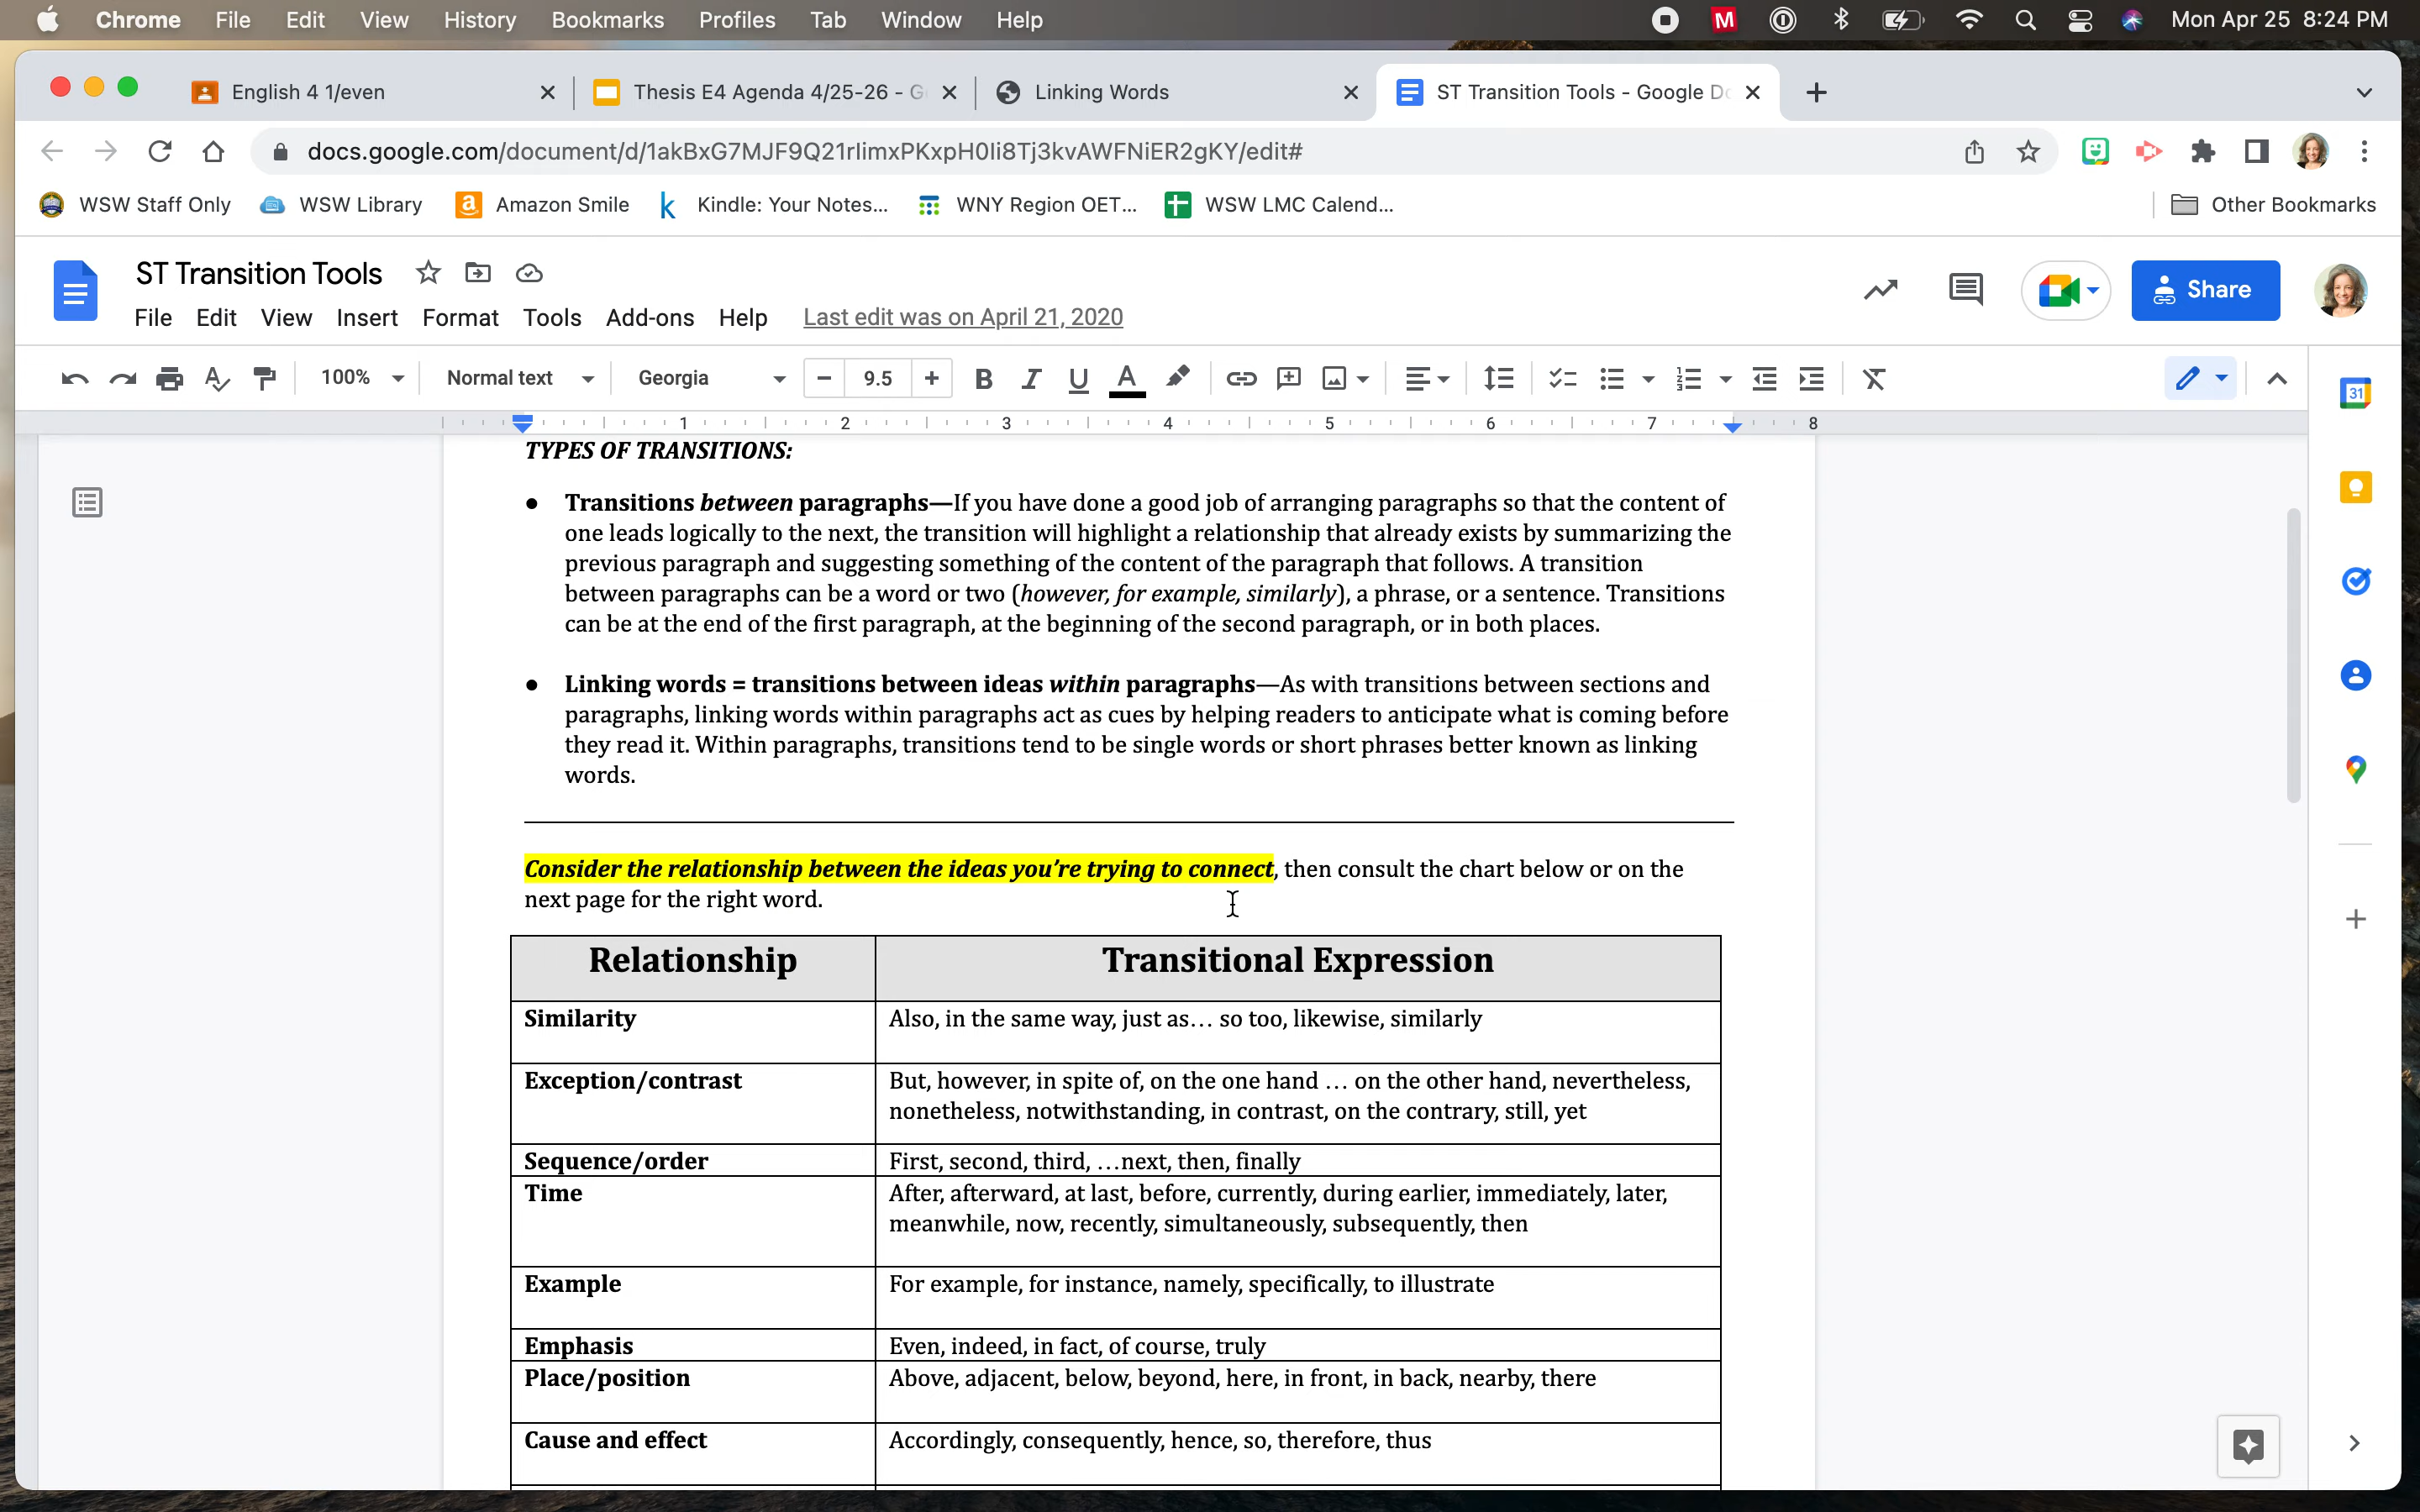 Chrome File Edit View History Bookmarks Profiles Tab Window Help Mon Apr 25 8:24 PM
English 4 1/even Thesis E4 Agenda 4/25-26 - G Linking Words ST Transition Tools - Google Do
docs.google.com/document/d/1akBxG7MJF9Q21rlimxPKxpH0Ii8Tj3kvAWFNiER2gKY/edit#
WSW Staff Only WSW Library Amazon Smile Kindle: Your Notes... WNY Region OET... WSW LMC Calend... Other Bookmarks
ST Transition Tools
Share
File Edit View Insert Format Tools Add-ons Help Last edit was on April 21, 2020
100% Normal text Georgia 9.5
31
1 2 3 4 5 6 7 8
TYPES OF TRANSITIONS:
● Transitions between paragraphs—If you have done a good job of arranging paragraphs so that the content of
one leads logically to the next, the transition will highlight a relationship that already exists by summarizing the
previous paragraph and suggesting something of the content of the paragraph that follows. A transition
between paragraphs can be a word or two (however, for example, similarly), a phrase, or a sentence. Transitions
can be at the end of the first paragraph, at the beginning of the second paragraph, or in both places.
● Linking words = transitions between ideas within paragraphs—As with transitions between sections and
paragraphs, linking words within paragraphs act as cues by helping readers to anticipate what is coming before
they read it. Within paragraphs, transitions tend to be single words or short phrases better known as linking
words.
Consider the relationship between the ideas you're trying to connect, then consult the chart below or on the
next page for the right word.
Relationship Transitional Expression
Similarity Also, in the same way, just as… so too, likewise, similarly
Exception/contrast But, however, in spite of, on the one hand … on the other hand, nevertheless,
nonetheless, notwithstanding, in contrast, on the contrary, still, yet
Sequence/order First, second, third, …next, then, finally
Time After, afterward, at last, before, currently, during earlier, immediately, later,
meanwhile, now, recently, simultaneously, subsequently, then
Example For example, for instance, namely, specifically, to illustrate
Emphasis Even, indeed, in fact, of course, truly
Place/position Above, adjacent, below, beyond, here, in front, in back, nearby, there
Cause and effect Accordingly, consequently, hence, so, therefore, thus